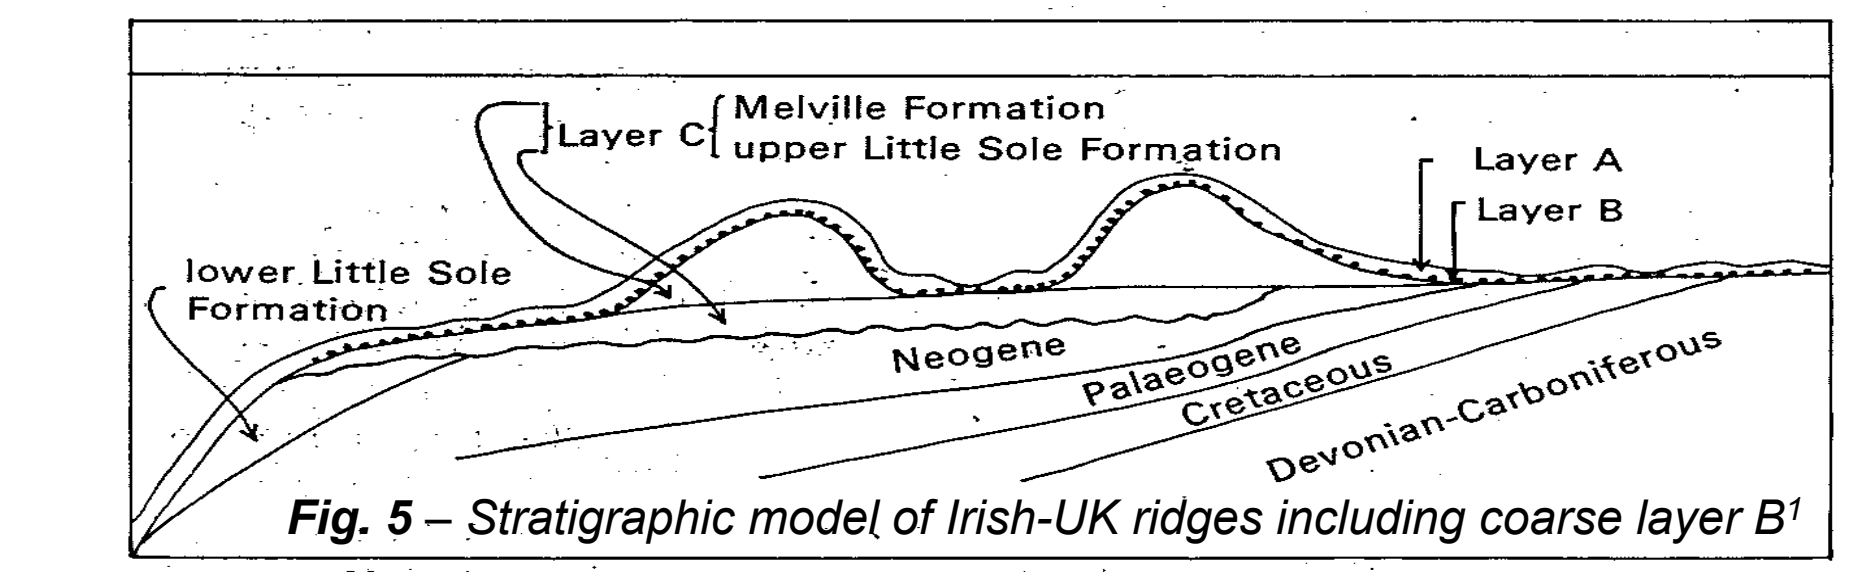 Layer C { Melville Formation
upper Little Sole Formation
Layer A
Layer B
lower Little Sole
Formation
Neogene
Palaeogene
Cretaceous
Devonian-Carboniferous
Fig. 5 – Stratigraphic model of Irish-UK ridges including coarse layer B¹